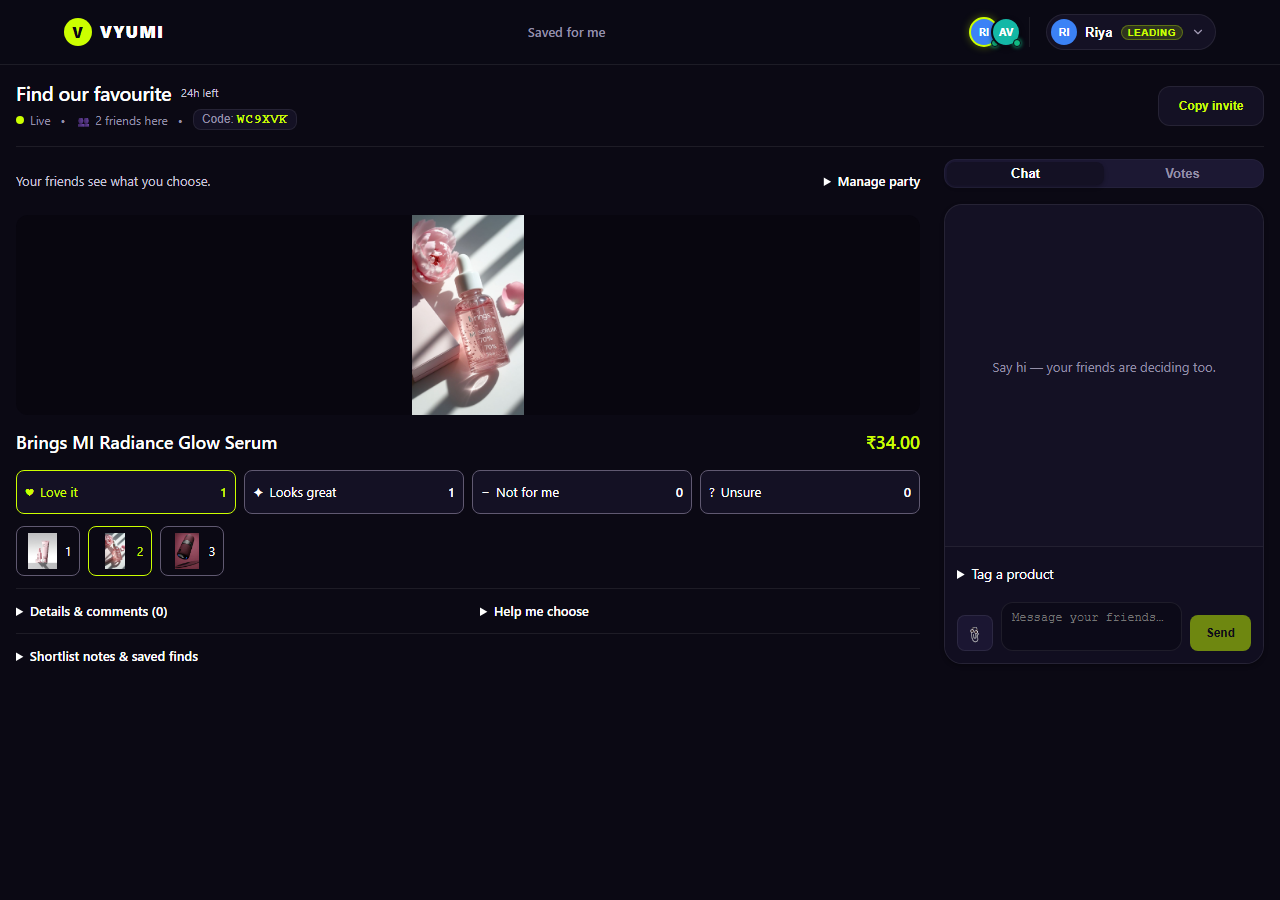 V VYUMI
Saved for me
RI AV
RI Riya LEADING
Find our favourite 24h left
Live • 2 friends here • Code: WC9XVK
Copy invite
Your friends see what you choose.
▶ Manage party
Chat Votes
Say hi — your friends are deciding too.
Brings MI Radiance Glow Serum ₹34.00
♥ Love it 1
✦ Looks great 1
– Not for me 0
? Unsure 0
1 2 3
▶ Details & comments (0)
▶ Help me choose
▶ Shortlist notes & saved finds
▶ Tag a product
Message your friends…
Send